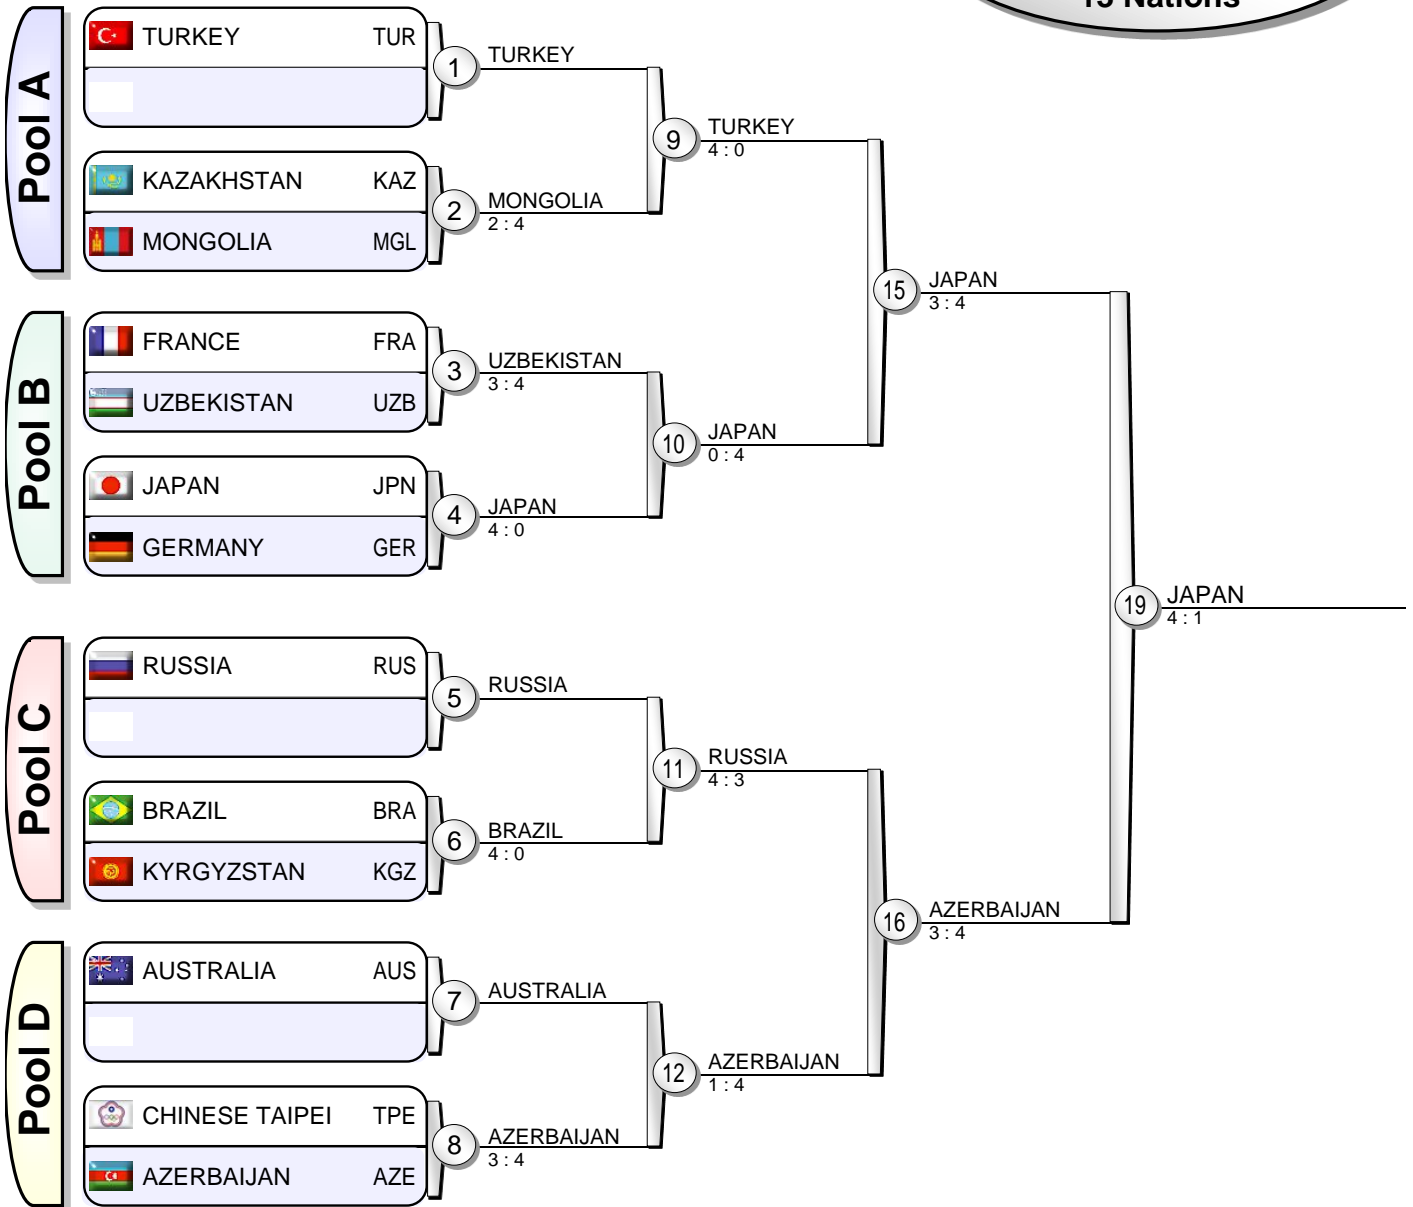 13 Nations
Pool A
TURKEY TUR
KAZAKHSTAN KAZ
MONGOLIA MGL
1 TURKEY
2 MONGOLIA
2 : 4
9 TURKEY
4 : 0
Pool B
FRANCE FRA
UZBEKISTAN UZB
JAPAN JPN
GERMANY GER
3 UZBEKISTAN
3 : 4
4 JAPAN
4 : 0
10 JAPAN
0 : 4
15 JAPAN
3 : 4
Pool C
RUSSIA RUS
BRAZIL BRA
KYRGYZSTAN KGZ
5 RUSSIA
6 BRAZIL
4 : 0
11 RUSSIA
4 : 3
Pool D
AUSTRALIA AUS
CHINESE TAIPEI TPE
AZERBAIJAN AZE
7 AUSTRALIA
8 AZERBAIJAN
3 : 4
12 AZERBAIJAN
1 : 4
16 AZERBAIJAN
3 : 4
19 JAPAN
4 : 1